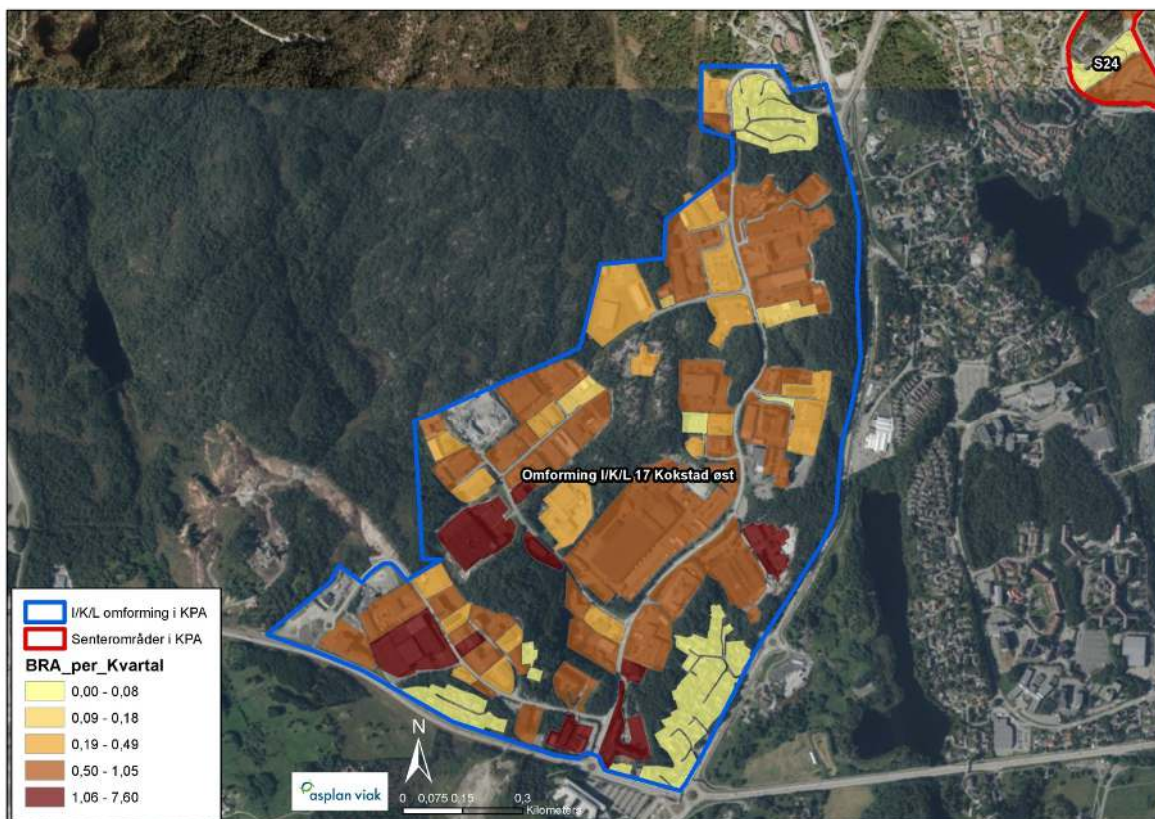 S24
Omforming I/K/L 17 Kokstad øst
I/K/L omforming i KPA
Senterområder i KPA
BRA_per_Kvartal
0,00 - 0,08
0,09 - 0,18
0,19 - 0,49
0,50 - 1,05
1,06 - 7,60
N
asplan viak
0 0,075 0,15 0,3
Kilometers